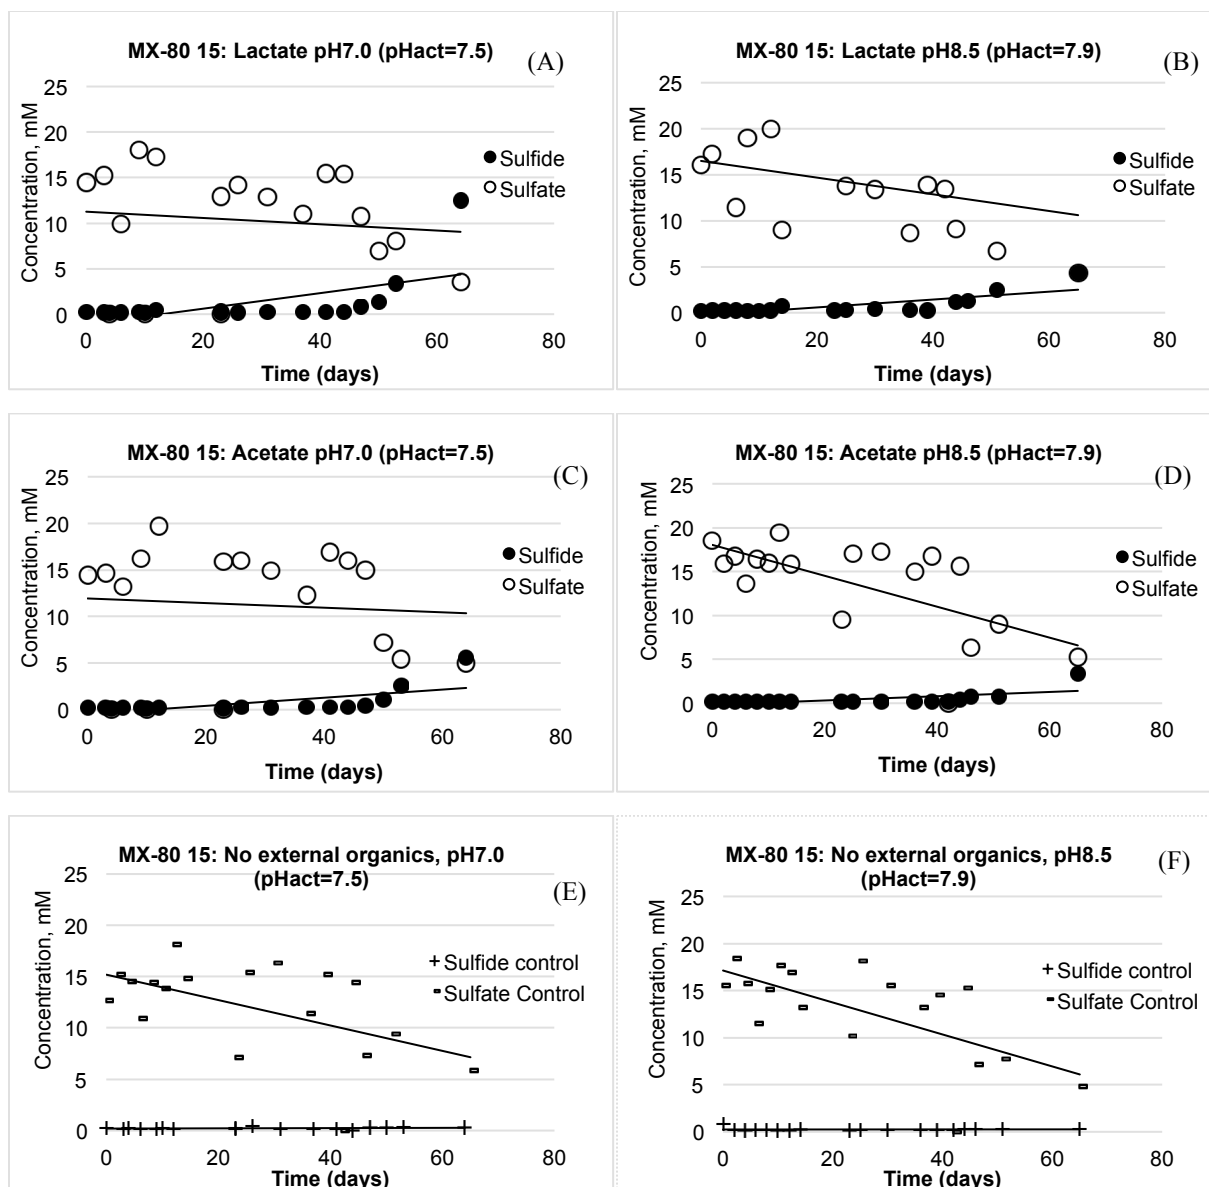 MX-80 15: Lactate pH7.0 (pHact=7.5)
(A)
Concentration, mM
25
20
15
10
5
0
0 20 40 60 80
Time (days)
Sulfide
Sulfate
MX-80 15: Lactate pH8.5 (pHact=7.9)
(B)
Concentration, mM
25
20
15
10
5
0
0 20 40 60 80
Time (days)
Sulfide
Sulfate
MX-80 15: Acetate pH7.0 (pHact=7.5)
(C)
Concentration, mM
25
20
15
10
5
0
0 20 40 60 80
Time (days)
Sulfide
Sulfate
MX-80 15: Acetate pH8.5 (pHact=7.9)
(D)
Concentration, mM
25
20
15
10
5
0
0 20 40 60 80
Time (days)
Sulfide
Sulfate
MX-80 15: No external organics, pH7.0
(pHact=7.5)
(E)
Concentration, mM
25
20
15
10
5
0
0 20 40 60 80
Time (days)
Sulfide control
Sulfate Control
MX-80 15: No external organics, pH8.5
(pHact=7.9)
(F)
Concentration, mM
25
20
15
10
5
0
0 20 40 60 80
Time (days)
Sulfide control
Sulfate Control